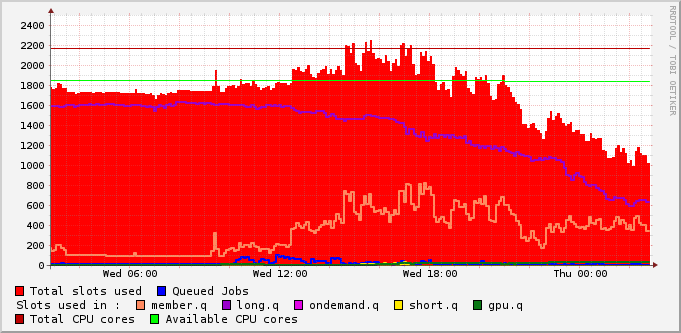 RRDTOOL / TOBI OETIKER
2400
2200
2000
1800
1600
1400
1200
1000
800
600
400
200
0
Wed 06:00 Wed 12:00 Wed 18:00 Thu 00:00
Total slots used Queued Jobs
Slots used in : member.q long.q ondemand.q short.q gpu.q
Total CPU cores Available CPU cores